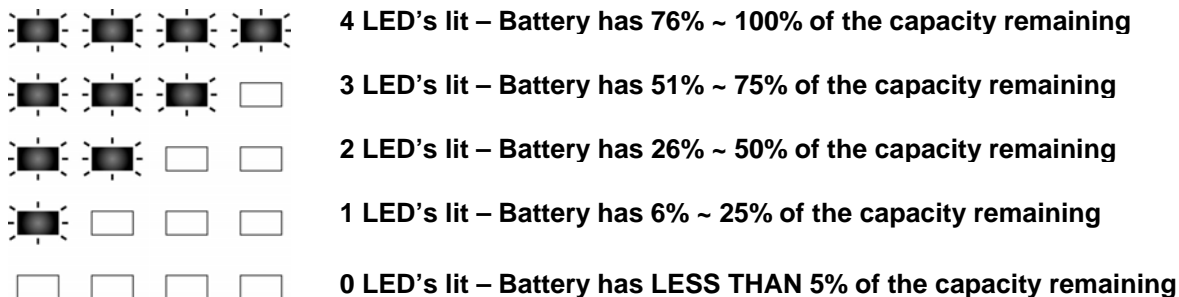 4 LED’s lit – Battery has 76% ~ 100% of the capacity remaining
3 LED’s lit – Battery has 51% ~ 75% of the capacity remaining
2 LED’s lit – Battery has 26% ~ 50% of the capacity remaining
1 LED’s lit – Battery has 6% ~ 25% of the capacity remaining
0 LED’s lit – Battery has LESS THAN 5% of the capacity remaining